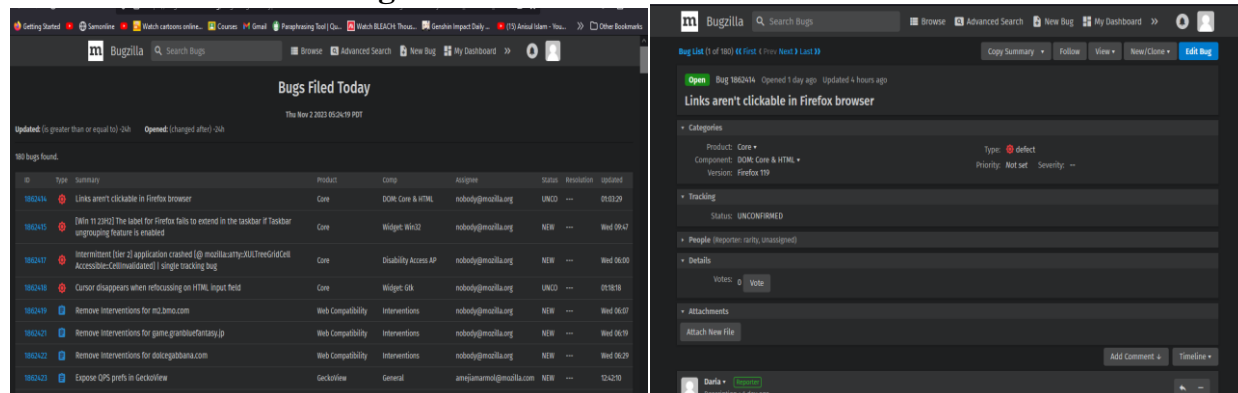 Getting Started Samonline Watch cartoons online... Courses Gmail Paraphrasing Tool | Qu... Watch BLEACH: Thous... Genshin Impact Daily ... (15) Anisul Islam - You... Other Bookmarks
m Bugzilla Search Bugs Browse Advanced Search New Bug My Dashboard
Bugs Filed Today
Thu Nov 2 2023 05:24:19 PDT
Updated: (is greater than or equal to) -24h Opened: (changed after) -24h
180 bugs found.
ID Type Summary Product Comp Assignee Status Resolution Updated
1862414 Links aren't clickable in Firefox browser Core DOM: Core & HTML nobody@mozilla.org UNCO --- 01:03:29
1862415 [Win 11 23H2] The label for Firefox fails to extend in the taskbar if Taskbar
ungrouping feature is enabled Core Widget: Win32 nobody@mozilla.org NEW --- Wed 09:47
1862417 Intermittent [tier 2] application crashed [@ mozilla::a11y::XULTreeGridCell
Accessible::CellInvalidated] | single tracking bug Core Disability Access AP nobody@mozilla.org NEW --- Wed 06:00
1862418 Cursor disappears when refocussing on HTML input field Core Widget: Gtk nobody@mozilla.org UNCO --- 01:18:18
1862419 Remove Interventions for m2.bmo.com Web Compatibility Interventions nobody@mozilla.org NEW --- Wed 06:07
1862421 Remove Interventions for game.granbluefantasy.jp Web Compatibility Interventions nobody@mozilla.org NEW --- Wed 06:19
1862422 Remove Interventions for dolcegabbana.com Web Compatibility Interventions nobody@mozilla.org NEW --- Wed 06:29
1862423 Expose QPS prefs in GeckoView GeckoView General amejiamarmol@mozilla.com NEW --- 12:42:10
m Bugzilla Search Bugs Browse Advanced Search New Bug My Dashboard
Bug List (1 of 180) First Prev Next Last Copy Summary Follow View New/Clone Edit Bug
Open Bug 1862414 Opened 1 day ago Updated 4 hours ago
Links aren't clickable in Firefox browser
Categories
Product: Core Type: defect
Component: DOM: Core & HTML Priority: Not set Severity: --
Version: Firefox 119
Tracking
Status: UNCONFIRMED
People (Reporter: rarity, Unassigned)
Details
Votes: 0 Vote
Attachments
Attach New File
Add Comment Timeline
Daria Reporter